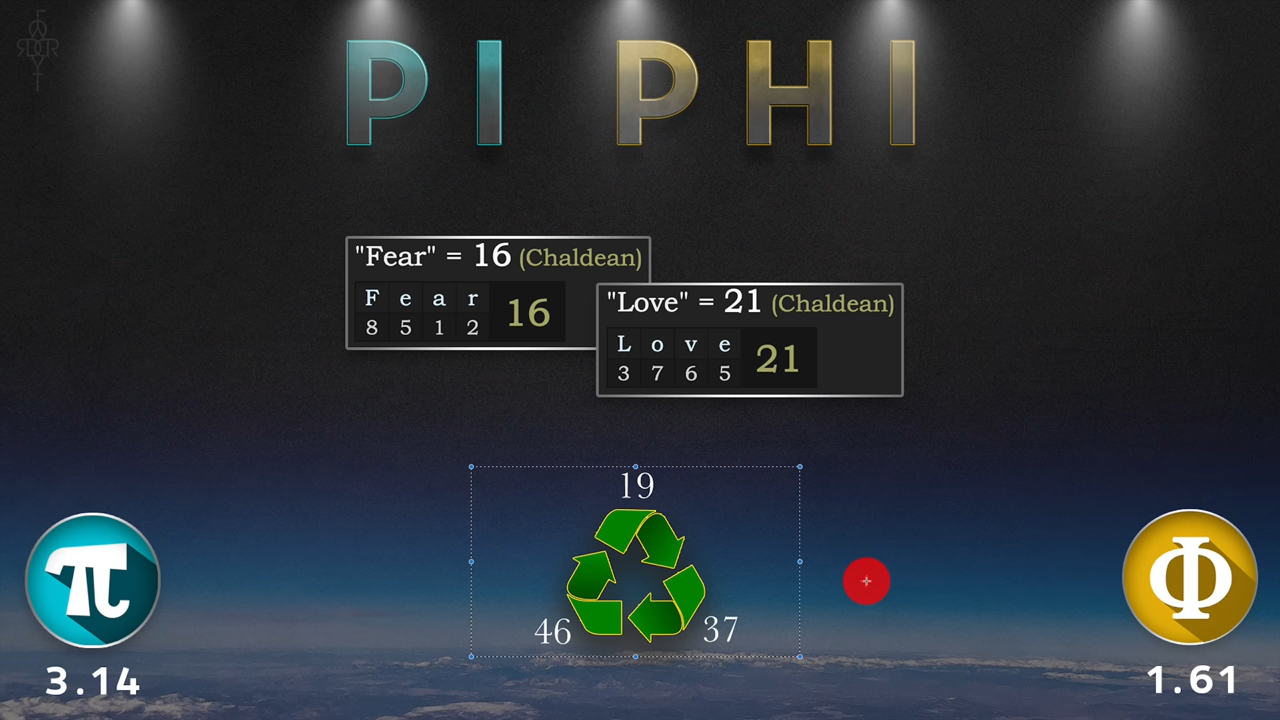 PI PHI
"Fear" = 16 (Chaldean)
F e a r
8 5 1 2
16
"Love" = 21 (Chaldean)
L o v e
3 7 6 5
21
19
46
37
π
3.14
Φ
1.61